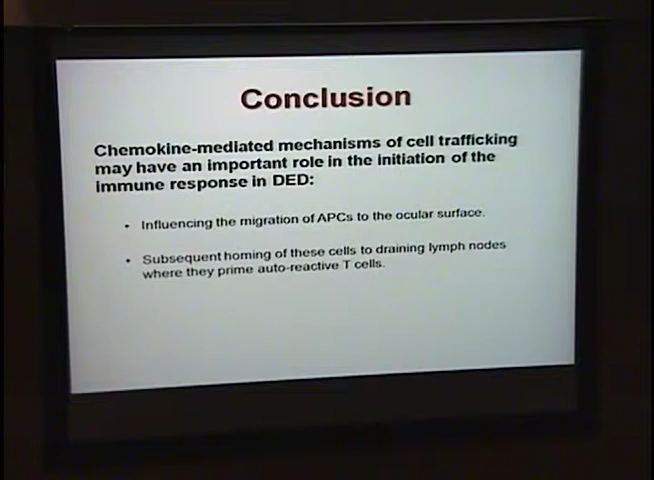 Conclusion
Chemokine-mediated mechanisms of cell trafficking
may have an important role in the initiation of the
immune response in DED:
• Influencing the migration of APCs to the ocular surface.
• Subsequent homing of these cells to draining lymph nodes
where they prime auto-reactive T cells.